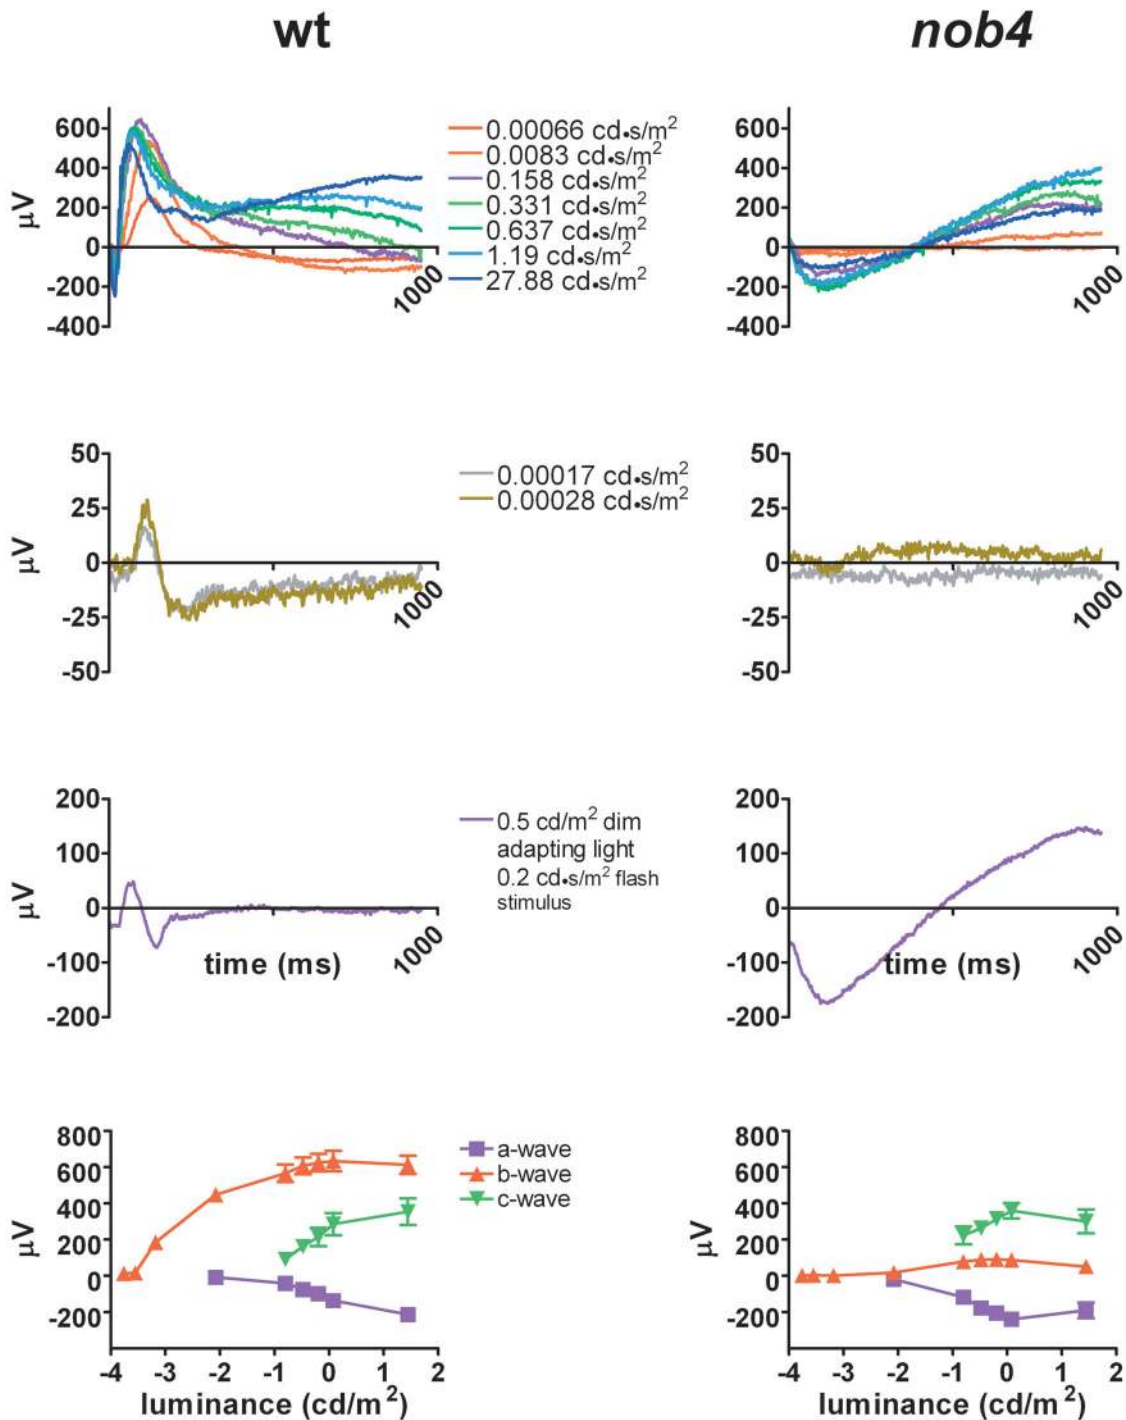 wt
nob4
μV
600
400
200
0
-200
-400
1000
0.00066 cd•s/m²
0.0083 cd•s/m²
0.158 cd•s/m²
0.331 cd•s/m²
0.637 cd•s/m²
1.19 cd•s/m²
27.88 cd•s/m²
μV
600
400
200
0
-200
-400
1000
μV
50
25
0
-25
-50
1000
0.00017 cd•s/m²
0.00028 cd•s/m²
μV
50
25
0
-25
-50
1000
μV
200
100
0
-100
-200
time (ms)
1000
0.5 cd/m² dim
adapting light
0.2 cd•s/m² flash
stimulus
μV
200
100
0
-100
-200
time (ms)
1000
μV
800
600
400
200
0
-200
-4 -3 -2 -1 0 1 2
luminance (cd/m²)
a-wave
b-wave
c-wave
μV
800
600
400
200
0
-200
-4 -3 -2 -1 0 1 2
luminance (cd/m²)